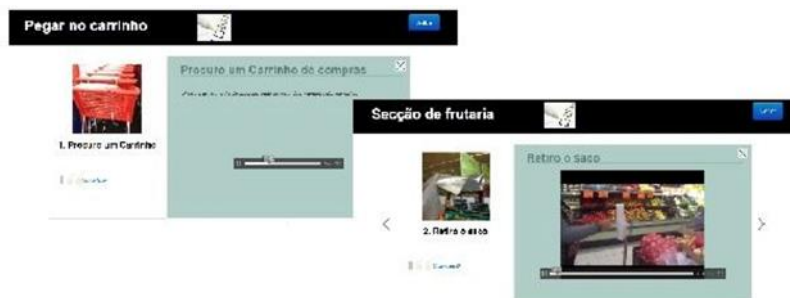 Pegar no carrinho
Procuro um Carrinho de compras
1. Procuro um Carrinho
Secção de frutaria
Retiro o saco
2. Retiro o saco